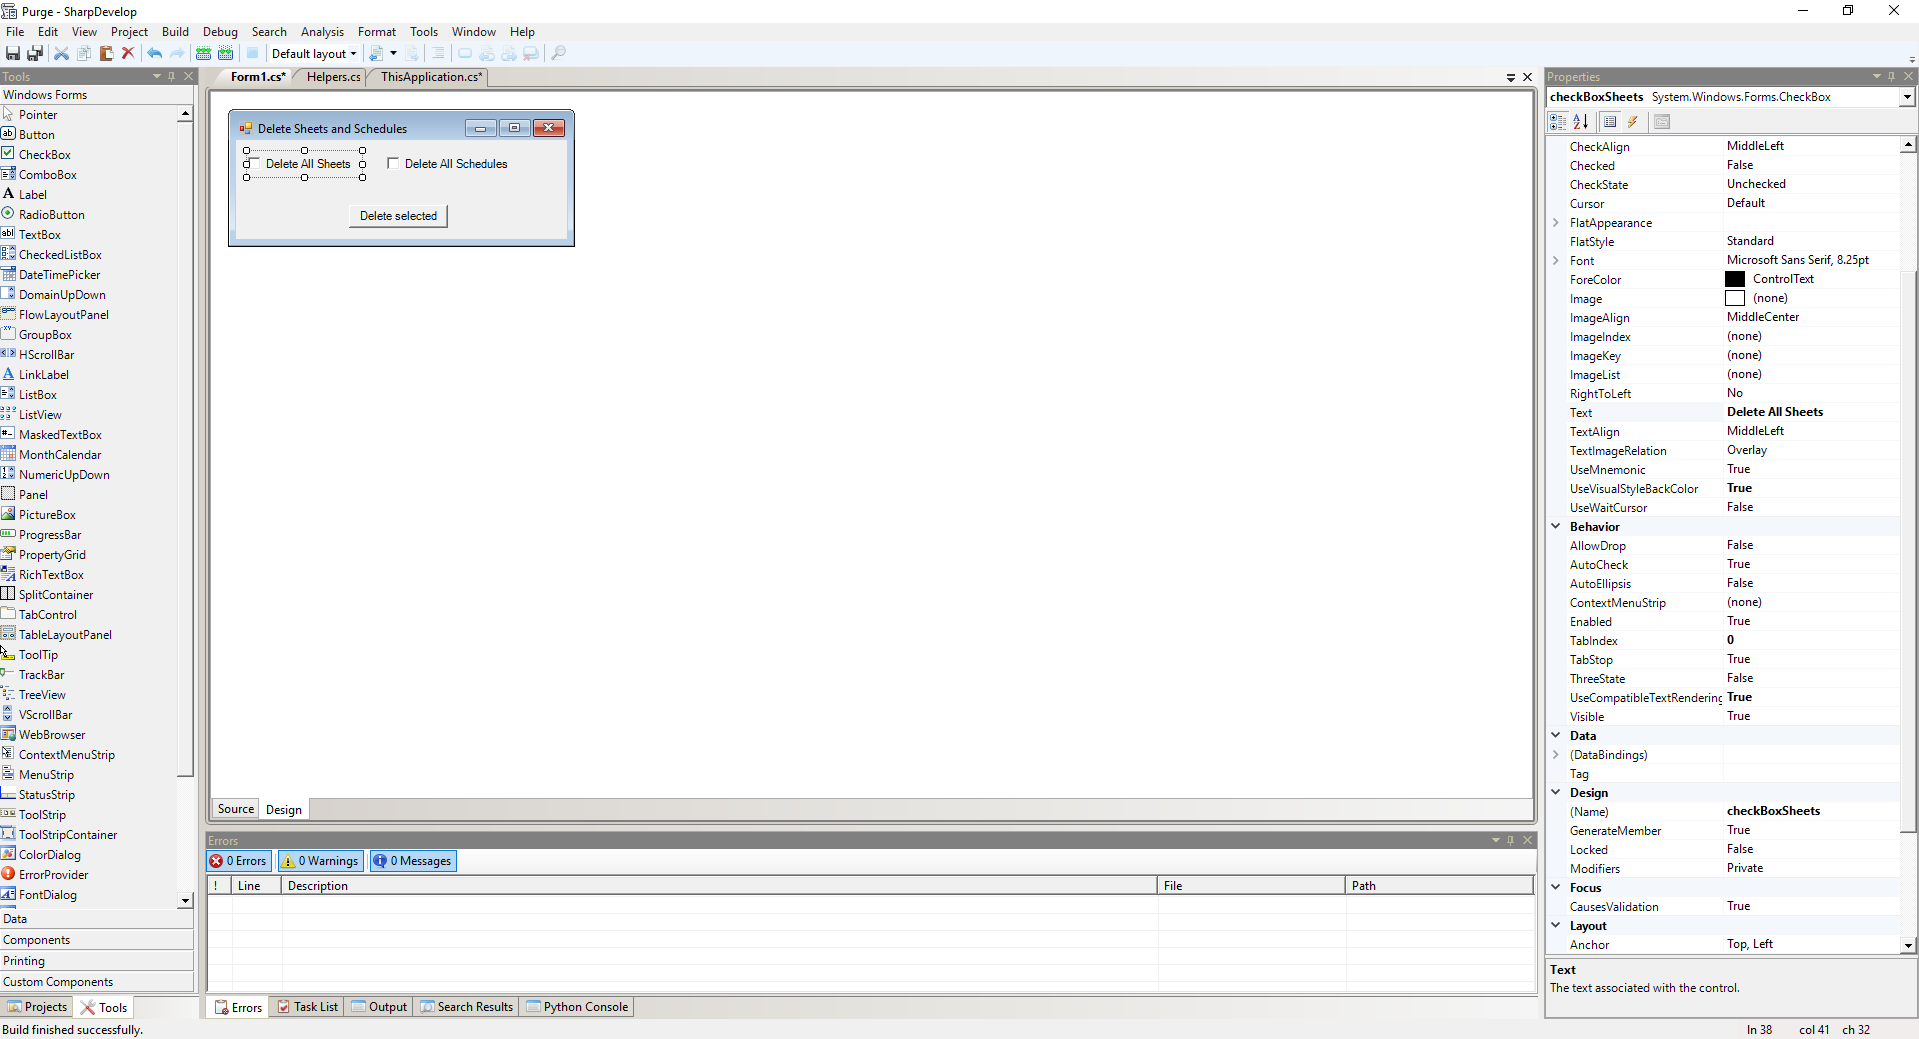 Purge - SharpDevelop
File Edit View Project Build Debug Search Analysis Format Tools Window Help
Default layout
Tools
Windows Forms
Pointer
Button
CheckBox
ComboBox
Label
RadioButton
TextBox
CheckedListBox
DateTimePicker
DomainUpDown
FlowLayoutPanel
GroupBox
HScrollBar
LinkLabel
ListBox
ListView
MaskedTextBox
MonthCalendar
NumericUpDown
Panel
PictureBox
ProgressBar
PropertyGrid
RichTextBox
SplitContainer
TabControl
TableLayoutPanel
ToolTip
TrackBar
TreeView
VScrollBar
WebBrowser
ContextMenuStrip
MenuStrip
StatusStrip
ToolStrip
ToolStripContainer
ColorDialog
ErrorProvider
FontDialog
Data
Components
Printing
Custom Components
Projects Tools
Form1.cs* Helpers.cs ThisApplication.cs*
Delete Sheets and Schedules
Delete All Sheets Delete All Schedules
Delete selected
Source Design
Errors
0 Errors 0 Warnings 0 Messages
! Line Description File Path
Errors Task List Output Search Results Python Console
Properties
checkBoxSheets System.Windows.Forms.CheckBox
CheckAlign MiddleLeft
Checked False
CheckState Unchecked
Cursor Default
FlatAppearance
FlatStyle Standard
Font Microsoft Sans Serif, 8.25pt
ForeColor ControlText
Image (none)
ImageAlign MiddleCenter
ImageIndex (none)
ImageKey (none)
ImageList (none)
RightToLeft No
Text Delete All Sheets
TextAlign MiddleLeft
TextImageRelation Overlay
UseMnemonic True
UseVisualStyleBackColor True
UseWaitCursor False
Behavior
AllowDrop False
AutoCheck True
AutoEllipsis False
ContextMenuStrip (none)
Enabled True
TabIndex 0
TabStop True
ThreeState False
UseCompatibleTextRendering True
Visible True
Data
(DataBindings)
Tag
Design
(Name) checkBoxSheets
GenerateMember True
Locked False
Modifiers Private
Focus
CausesValidation True
Layout
Anchor Top, Left
Text
The text associated with the control.
Build finished successfully.
ln 38 col 41 ch 32